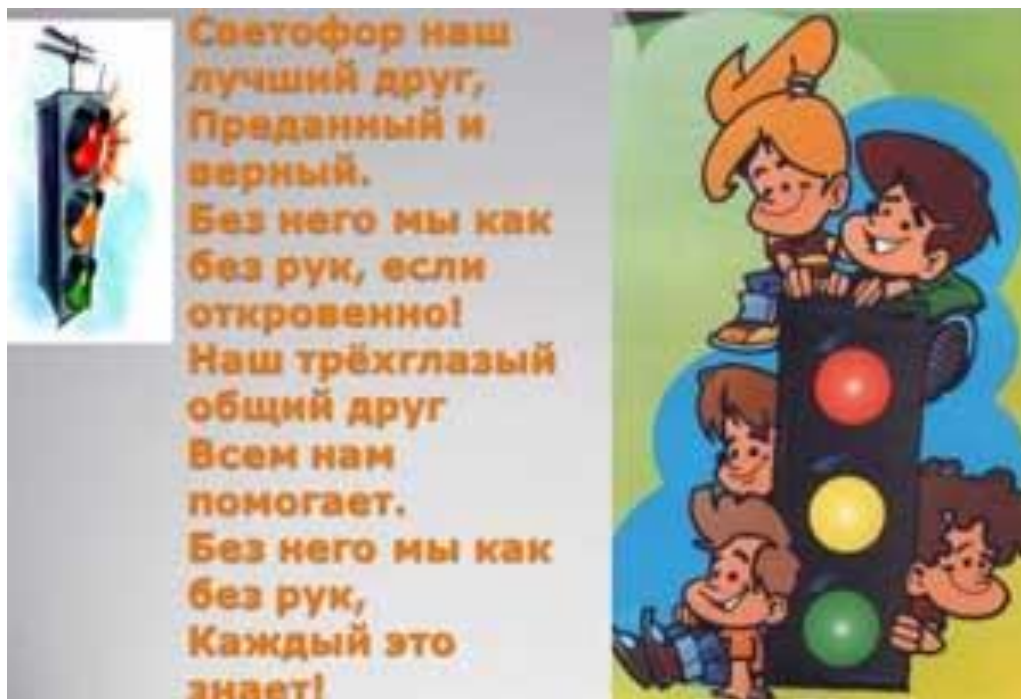 Светофор наш
лучший друг,
Преданный и
верный.
Без него мы как
без рук, если
откровенно!
Наш трёхглазый
общий друг
Всем нам
помогает.
Без него мы как
без рук,
Каждый это
знает!